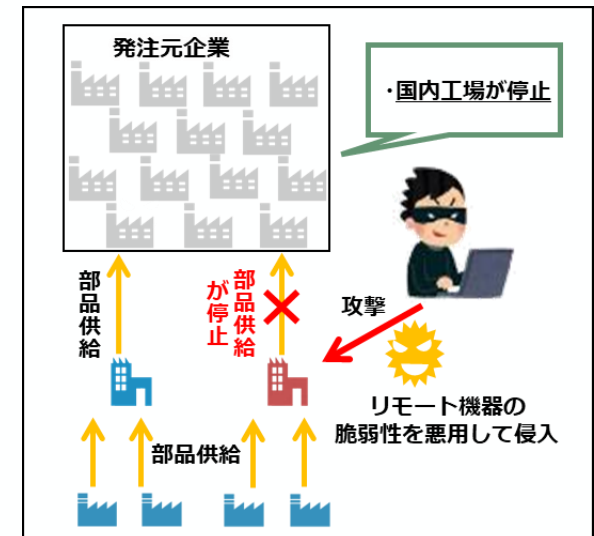 発注元企業
・国内工場が停止
部品供給
部品供給
が停止
攻撃
リモート機器の
脆弱性を悪用して侵入
部品供給